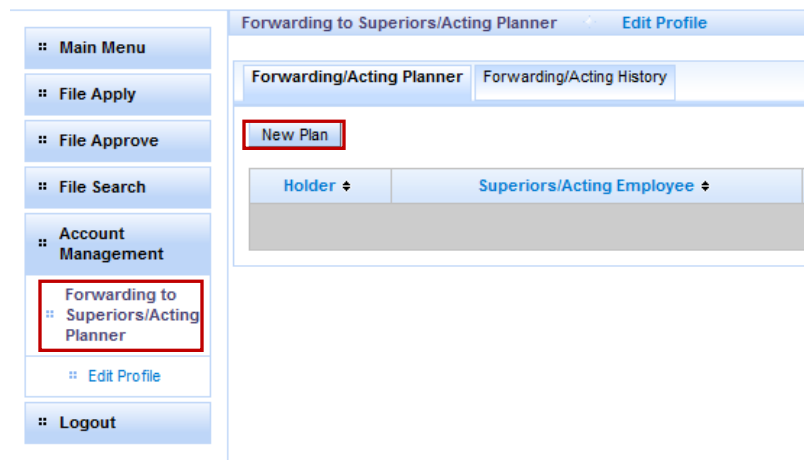 Forwarding to Superiors/Acting Planner Edit Profile
Main Menu
File Apply
File Approve
File Search
Account
Management
Forwarding to
Superiors/Acting
Planner
Edit Profile
Logout
Forwarding/Acting Planner Forwarding/Acting History
New Plan
Holder Superiors/Acting Employee